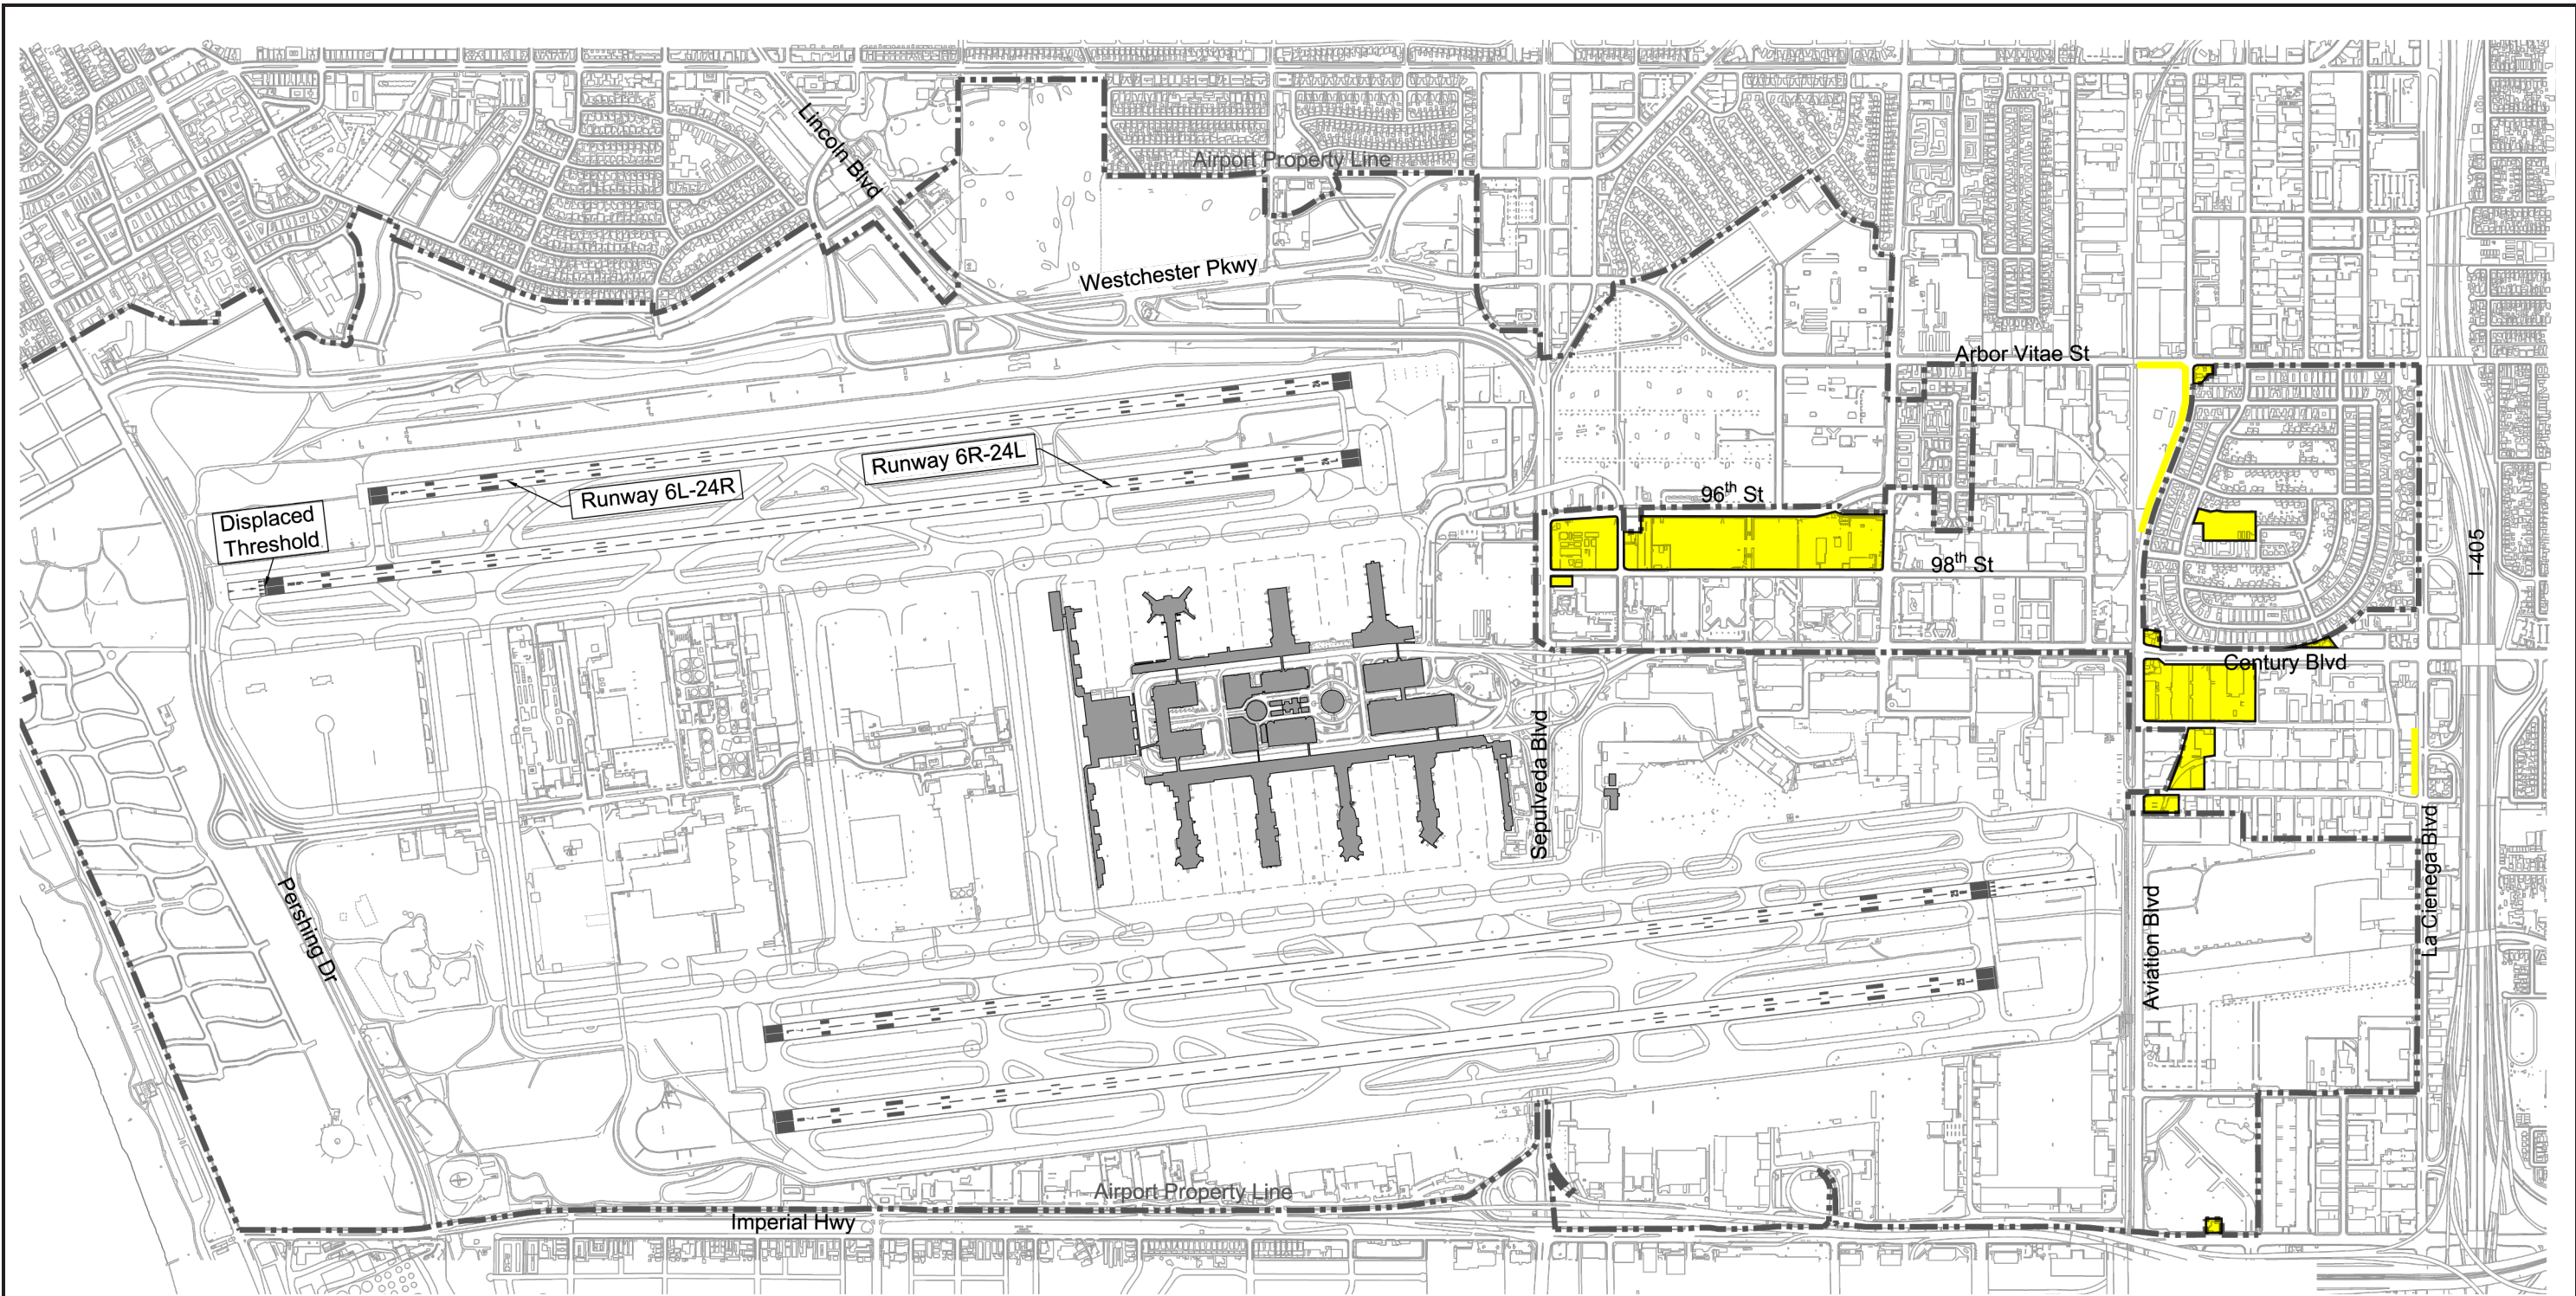 Lincoln Blvd
Airport Property Line
Westchester Pkwy
Arbor Vitae St
Runway 6R-24L
Runway 6L-24R
96th St
Displaced
Threshold
98th St
I-405
Century Blvd
Sepulveda Blvd
La Cienega Blvd
Aviation Blvd
Pershing Dr
Airport Property Line
Imperial Hwy